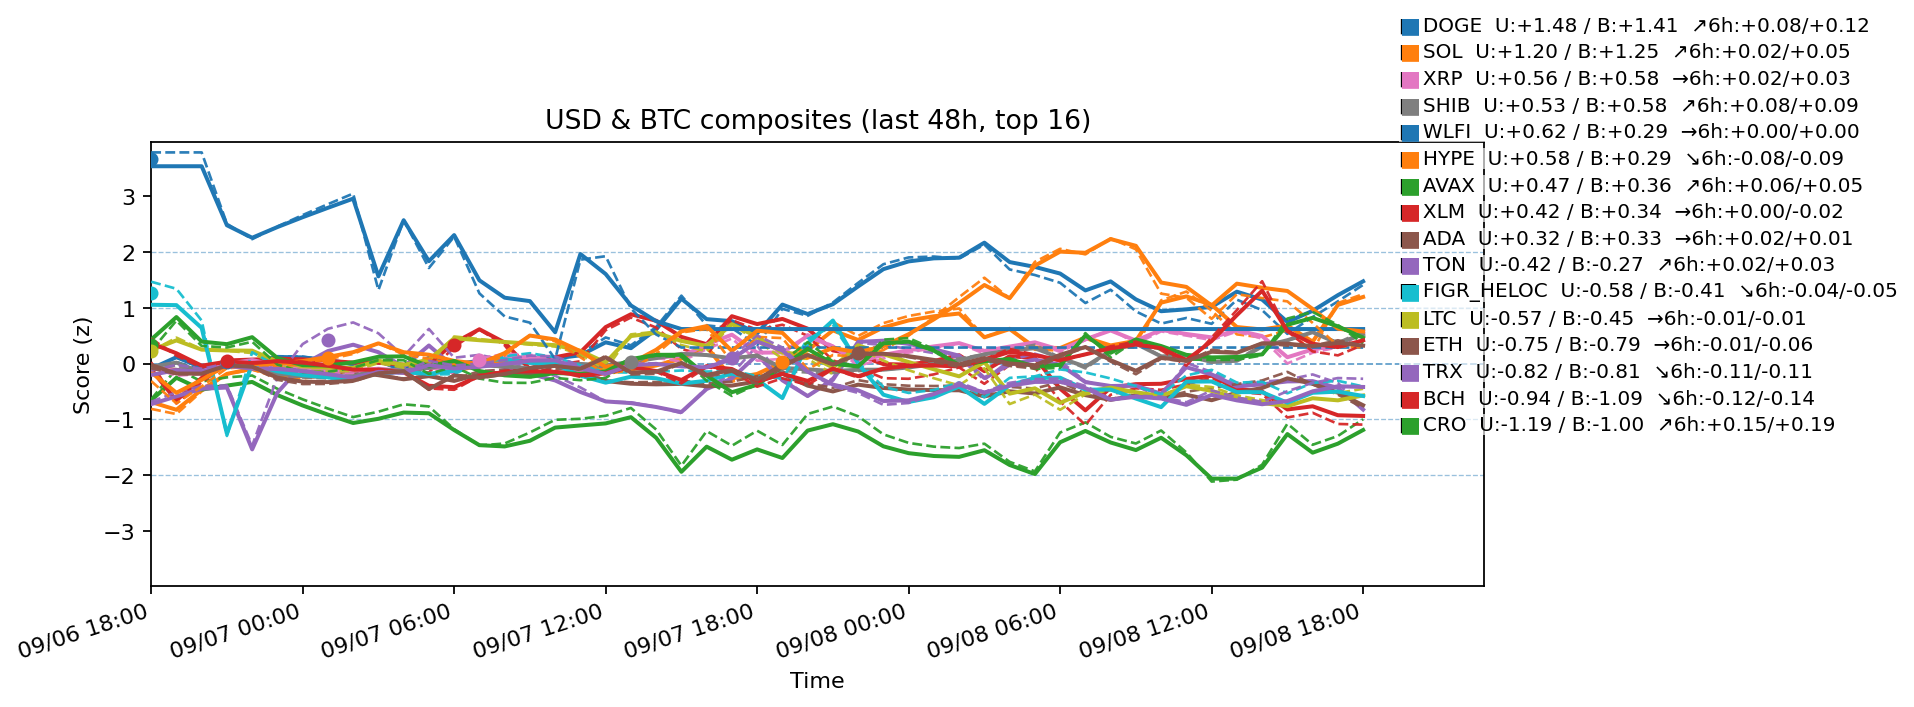 DOGE U:+1.48 / B:+1.41 ↗6h:+0.08/+0.12
SOL U:+1.20 / B:+1.25 ↗6h:+0.02/+0.05
XRP U:+0.56 / B:+0.58 →6h:+0.02/+0.03
SHIB U:+0.53 / B:+0.58 ↗6h:+0.08/+0.09
WLFI U:+0.62 / B:+0.29 →6h:+0.00/+0.00
HYPE U:+0.58 / B:+0.29 ↘6h:-0.08/-0.09
AVAX U:+0.47 / B:+0.36 ↗6h:+0.06/+0.05
XLM U:+0.42 / B:+0.34 →6h:+0.00/-0.02
ADA U:+0.32 / B:+0.33 →6h:+0.02/+0.01
TON U:-0.42 / B:-0.27 ↗6h:+0.02/+0.03
FIGR_HELOC U:-0.58 / B:-0.41 ↘6h:-0.04/-0.05
LTC U:-0.57 / B:-0.45 →6h:-0.01/-0.01
ETH U:-0.75 / B:-0.79 →6h:-0.01/-0.06
TRX U:-0.82 / B:-0.81 ↘6h:-0.11/-0.11
BCH U:-0.94 / B:-1.09 ↘6h:-0.12/-0.14
CRO U:-1.19 / B:-1.00 ↗6h:+0.15/+0.19
USD & BTC composites (last 48h, top 16)
Score (z)
3
2
1
0
−1
−2
−3
09/06 18:00
09/07 00:00
09/07 06:00
09/07 12:00
09/07 18:00
09/08 00:00
09/08 06:00
09/08 12:00
09/08 18:00
Time